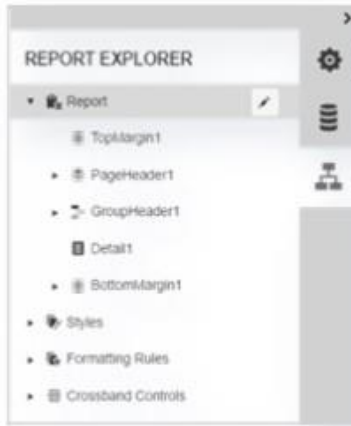 REPORT EXPLORER
Report
TopMargin1
PageHeader1
GroupHeader1
Detail1
BottomMargin1
Styles
Formatting Rules
Crossband Controls